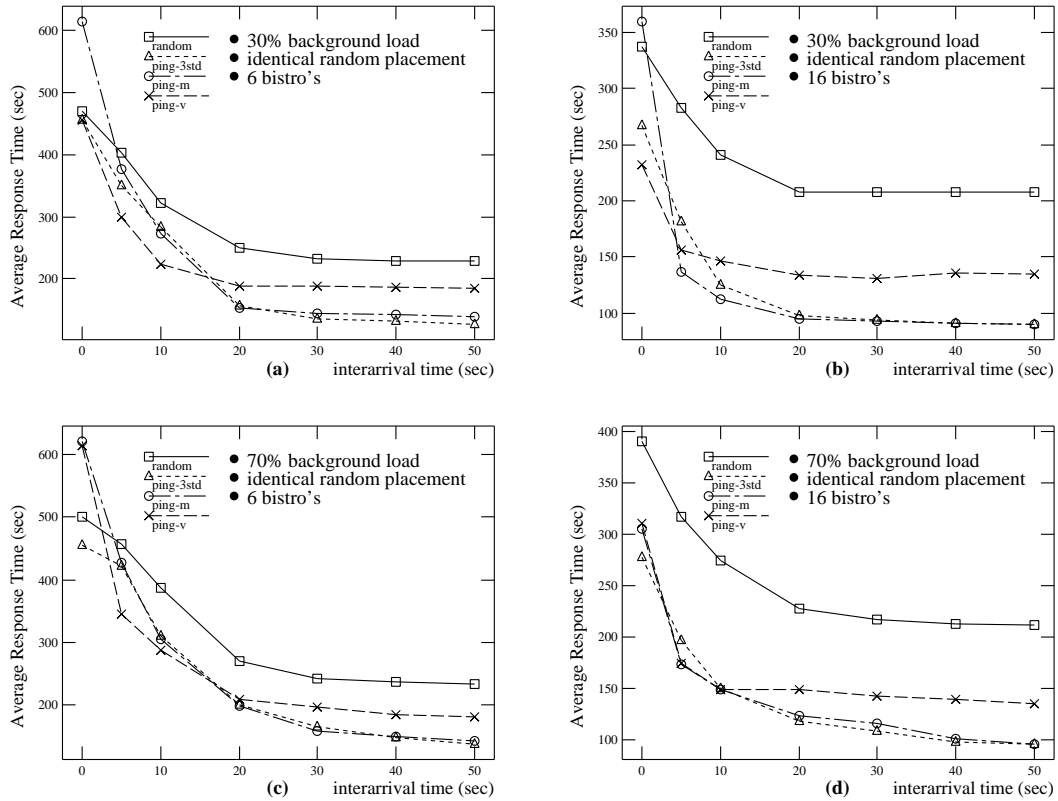 600
500
400
300
200
Average Response Time (sec)
random
ping-3std
ping-m
ping-v
● 30% background load
● identical random placement
● 6 bistro's
0 10 20 30 40 50
(a) interarrival time (sec)
350
300
250
200
150
100
Average Response Time (sec)
random
ping-3std
ping-m
ping-v
● 30% background load
● identical random placement
● 16 bistro's
0 10 20 30 40 50
(b) interarrival time (sec)
600
500
400
300
200
Average Response Time (sec)
random
ping-3std
ping-m
ping-v
● 70% background load
● identical random placement
● 6 bistro's
0 10 20 30 40 50
(c) interarrival time (sec)
400
350
300
250
200
150
100
Average Response Time (sec)
random
ping-3std
ping-m
ping-v
● 70% background load
● identical random placement
● 16 bistro's
0 10 20 30 40 50
(d) interarrival time (sec)